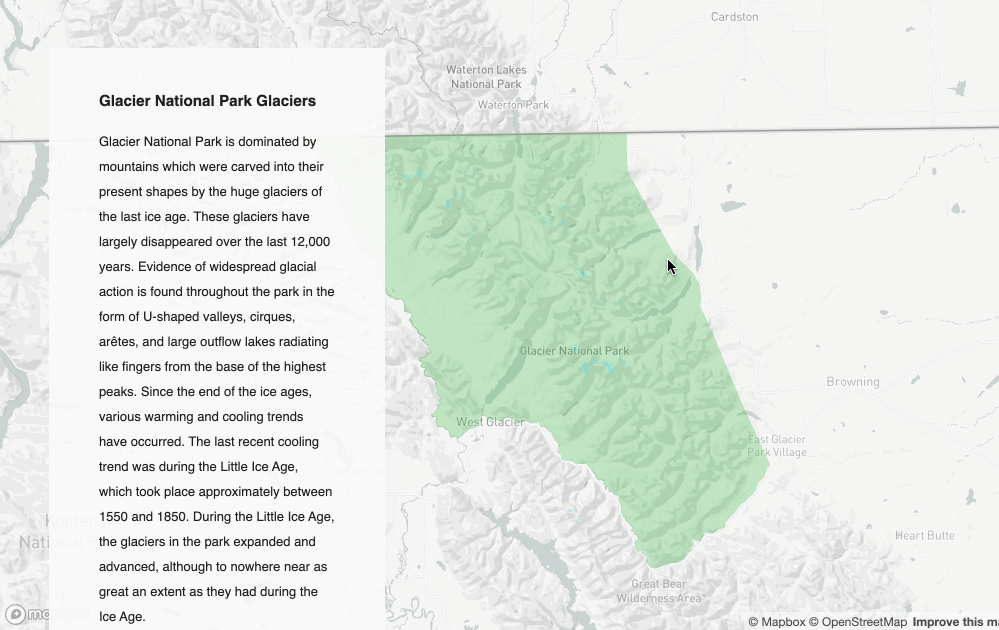 Cardston
Waterton Lakes
National Park
Waterton Park
Glacier National Park Glaciers
Glacier National Park is dominated by
mountains which were carved into their
present shapes by the huge glaciers of
the last ice age. These glaciers have
largely disappeared over the last 12,000
years. Evidence of widespread glacial
action is found throughout the park in the
form of U-shaped valleys, cirques,
arêtes, and large outflow lakes radiating
like fingers from the base of the highest
peaks. Since the end of the ice ages,
various warming and cooling trends
have occurred. The last recent cooling
trend was during the Little Ice Age,
which took place approximately between
1550 and 1850. During the Little Ice Age,
the glaciers in the park expanded and
advanced, although to nowhere near as
great an extent as they had during the
Ice Age.
Glacier National Park
Browning
West Glacier
East Glacier
Park Village
Heart Butte
Great Bear
Wilderness Area
© Mapbox © OpenStreetMap Improve this ma